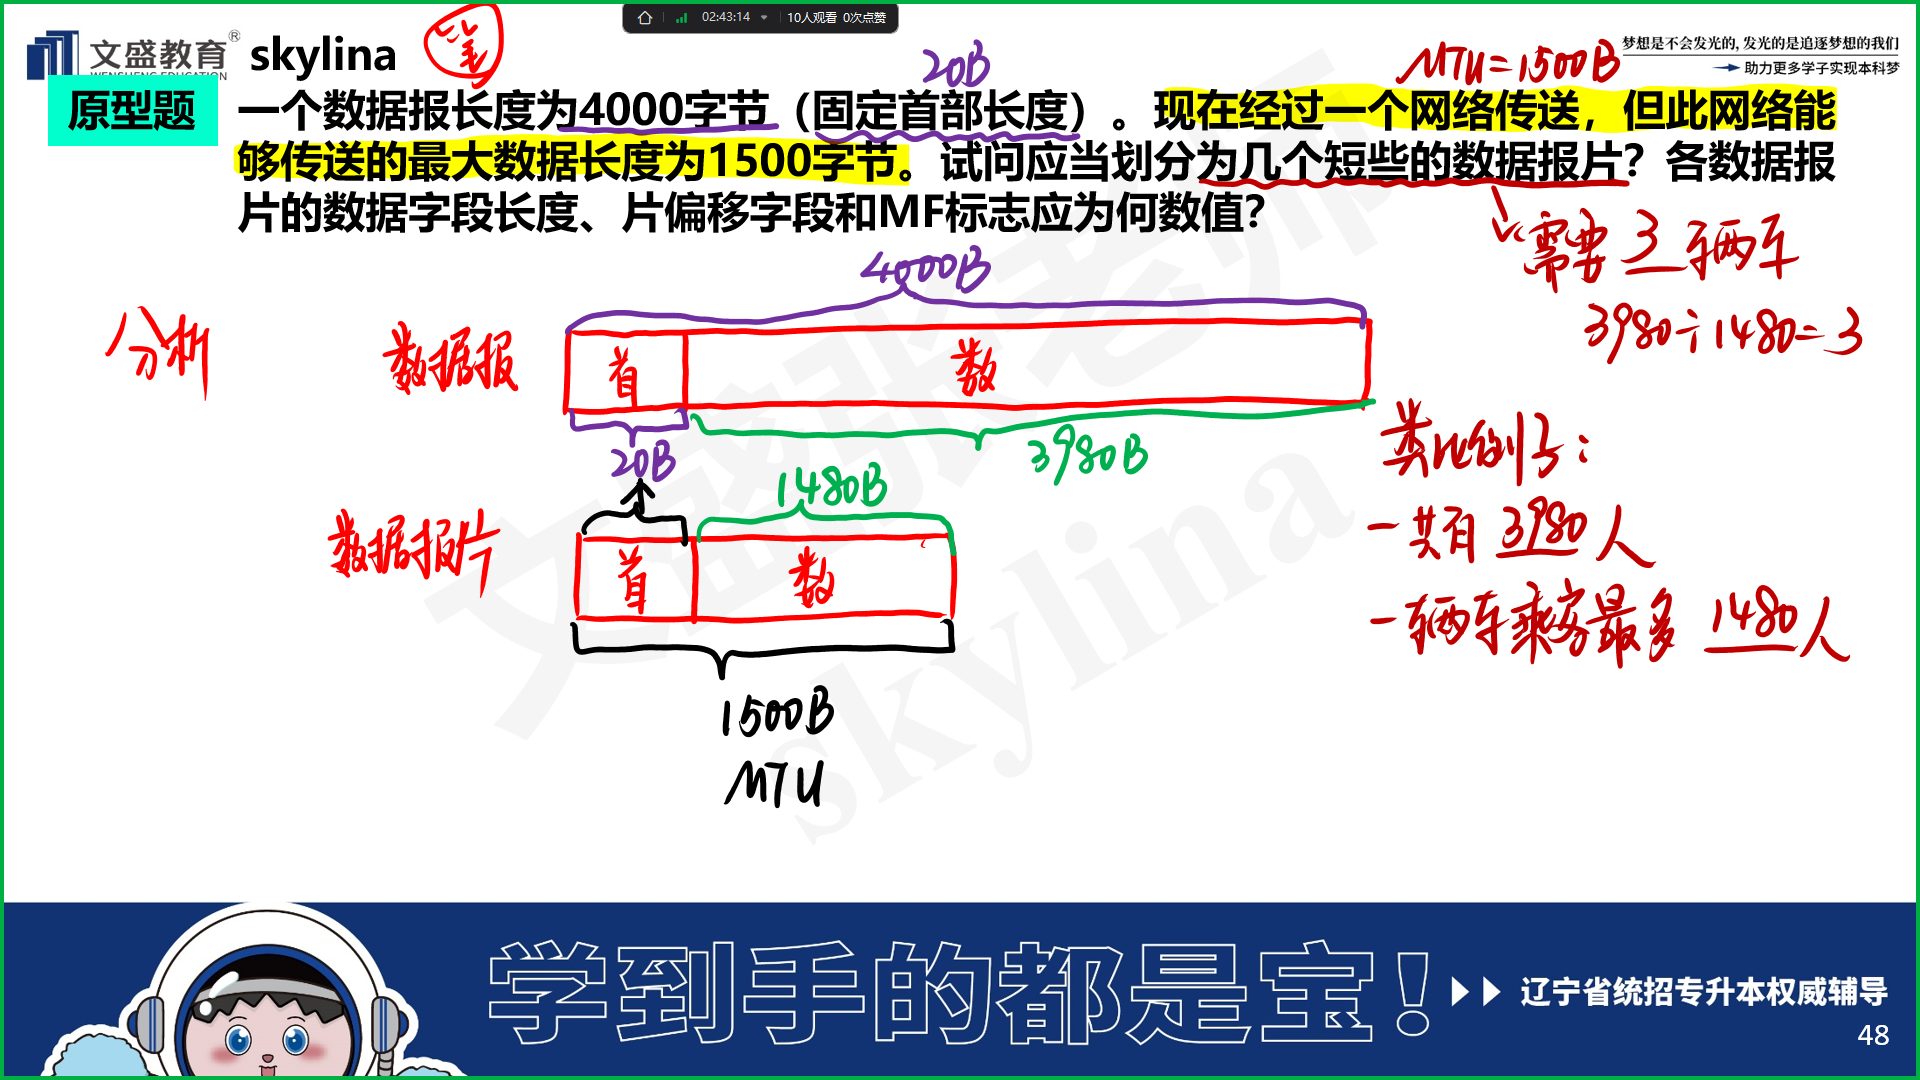 02:43:14 10人观看 0次点赞
文盛教育® skylina 笔
WENSHENG EDUCATION
20B
MTU=1500B
梦想是不会发光的,发光的是追逐梦想的我们
助力更多学子实现本科梦
原型题
一个数据报长度为4000字节（固定首部长度）。现在经过一个网络传送，但此网络能
够传送的最大数据长度为1500字节。试问应当划分为几个短些的数据报片？各数据报
片的数据字段长度、片偏移字段和MF标志应为何数值？
需要 3 辆车
3980÷1480=3
4000B
分析
数据报
首 数
20B
3980B
1480B
数据报片
首 数
1500B
MTU
类比例子：
一共有 3980 人
一辆车乘客最多 1480 人
文盛张老师
skylina
学到手的都是宝！
辽宁省统招专升本权威辅导
48